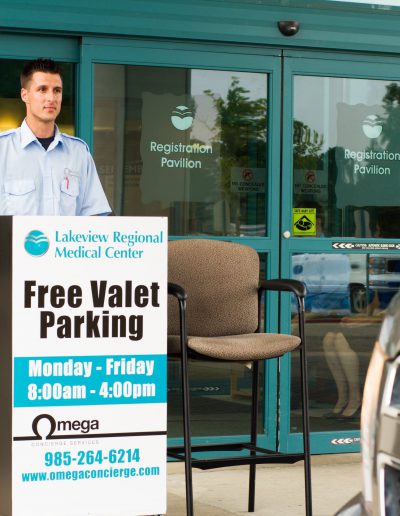 Registration
Pavilion
Registration
Pavilion
Lakeview Regional
Medical Center
Free Valet
Parking
Monday - Friday
8:00am - 4:00pm
Omega
CONCIERGE SERVICES
985-264-6214
www.omegaconcierge.com